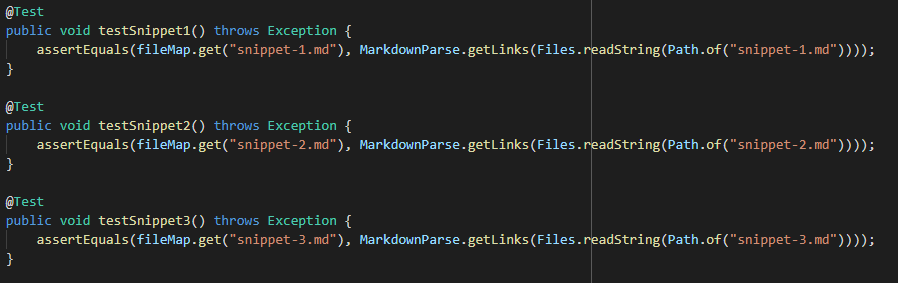 @Test
public void testSnippet1() throws Exception {
    assertEquals(fileMap.get("snippet-1.md"), MarkdownParse.getLinks(Files.readString(Path.of("snippet-1.md"))));
}
@Test
public void testSnippet2() throws Exception {
    assertEquals(fileMap.get("snippet-2.md"), MarkdownParse.getLinks(Files.readString(Path.of("snippet-2.md"))));
}
@Test
public void testSnippet3() throws Exception {
    assertEquals(fileMap.get("snippet-3.md"), MarkdownParse.getLinks(Files.readString(Path.of("snippet-3.md"))));
}